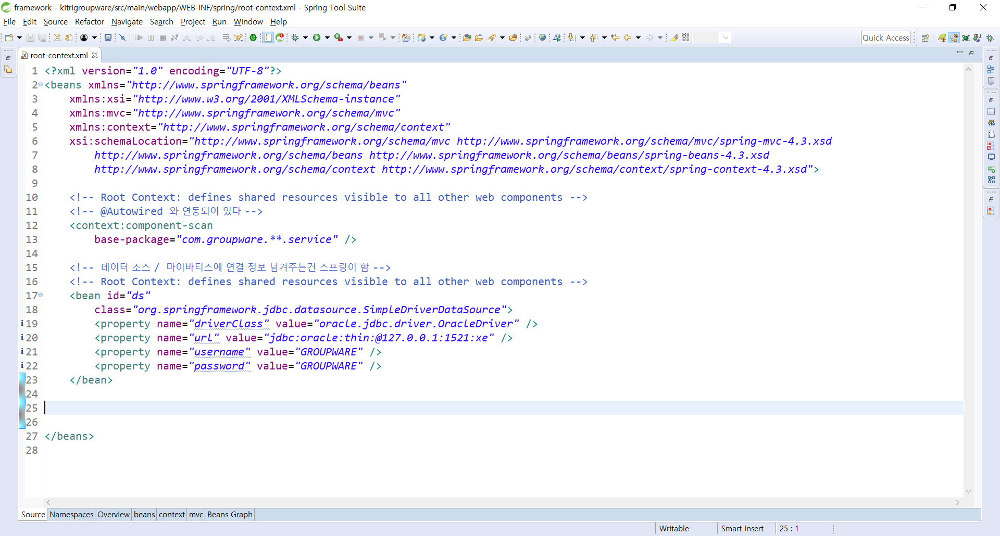 framework - kitrigroupware/src/main/webapp/WEB-INF/spring/root-context.xml - Spring Tool Suite
File Edit Source Refactor Navigate Search Project Run Window Help
Quick Access
root-context.xml
1 <?xml version="1.0" encoding="UTF-8"?>
2 <beans xmlns="http://www.springframework.org/schema/beans"
3 xmlns:xsi="http://www.w3.org/2001/XMLSchema-instance"
4 xmlns:mvc="http://www.springframework.org/schema/mvc"
5 xmlns:context="http://www.springframework.org/schema/context"
6 xsi:schemaLocation="http://www.springframework.org/schema/mvc http://www.springframework.org/schema/mvc/spring-mvc-4.3.xsd
7 http://www.springframework.org/schema/beans http://www.springframework.org/schema/beans/spring-beans-4.3.xsd
8 http://www.springframework.org/schema/context http://www.springframework.org/schema/context/spring-context-4.3.xsd">
9
10 <!-- Root Context: defines shared resources visible to all other web components -->
11 <!-- @Autowired 와 연동되어 있다 -->
12 <context:component-scan
13 base-package="com.groupware.**.service" />
14
15 <!-- 데이터 소스 / 마이바티스에 연결 정보 넘겨주는건 스프링이 함 -->
16 <!-- Root Context: defines shared resources visible to all other web components -->
17 <bean id="ds"
18 class="org.springframework.jdbc.datasource.SimpleDriverDataSource">
19 <property name="driverClass" value="oracle.jdbc.driver.OracleDriver" />
20 <property name="url" value="jdbc:oracle:thin:@127.0.0.1:1521:xe" />
21 <property name="username" value="GROUPWARE" />
22 <property name="password" value="GROUPWARE" />
23 </bean>
24
25
26
27 </beans>
28
Source Namespaces Overview beans context mvc Beans Graph
Writable Smart Insert 25 : 1